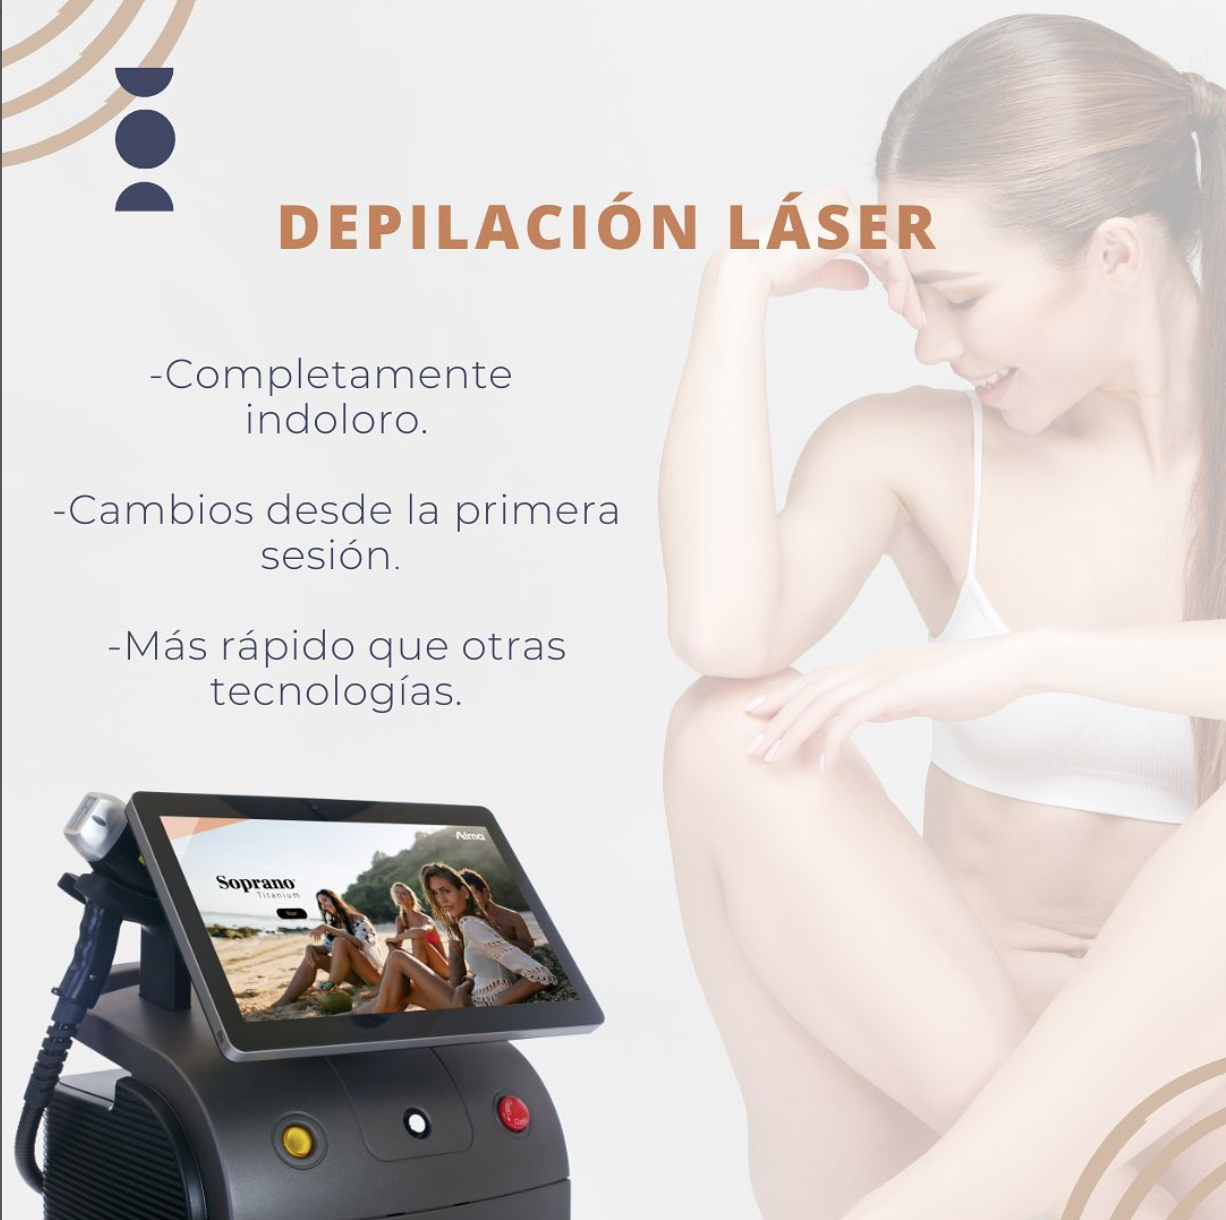 DEPILACIÓN LÁSER
-Completamente
indoloro.
-Cambios desde la primera
sesión.
-Más rápido que otras
tecnologías.
Alma
Soprano
Titanium